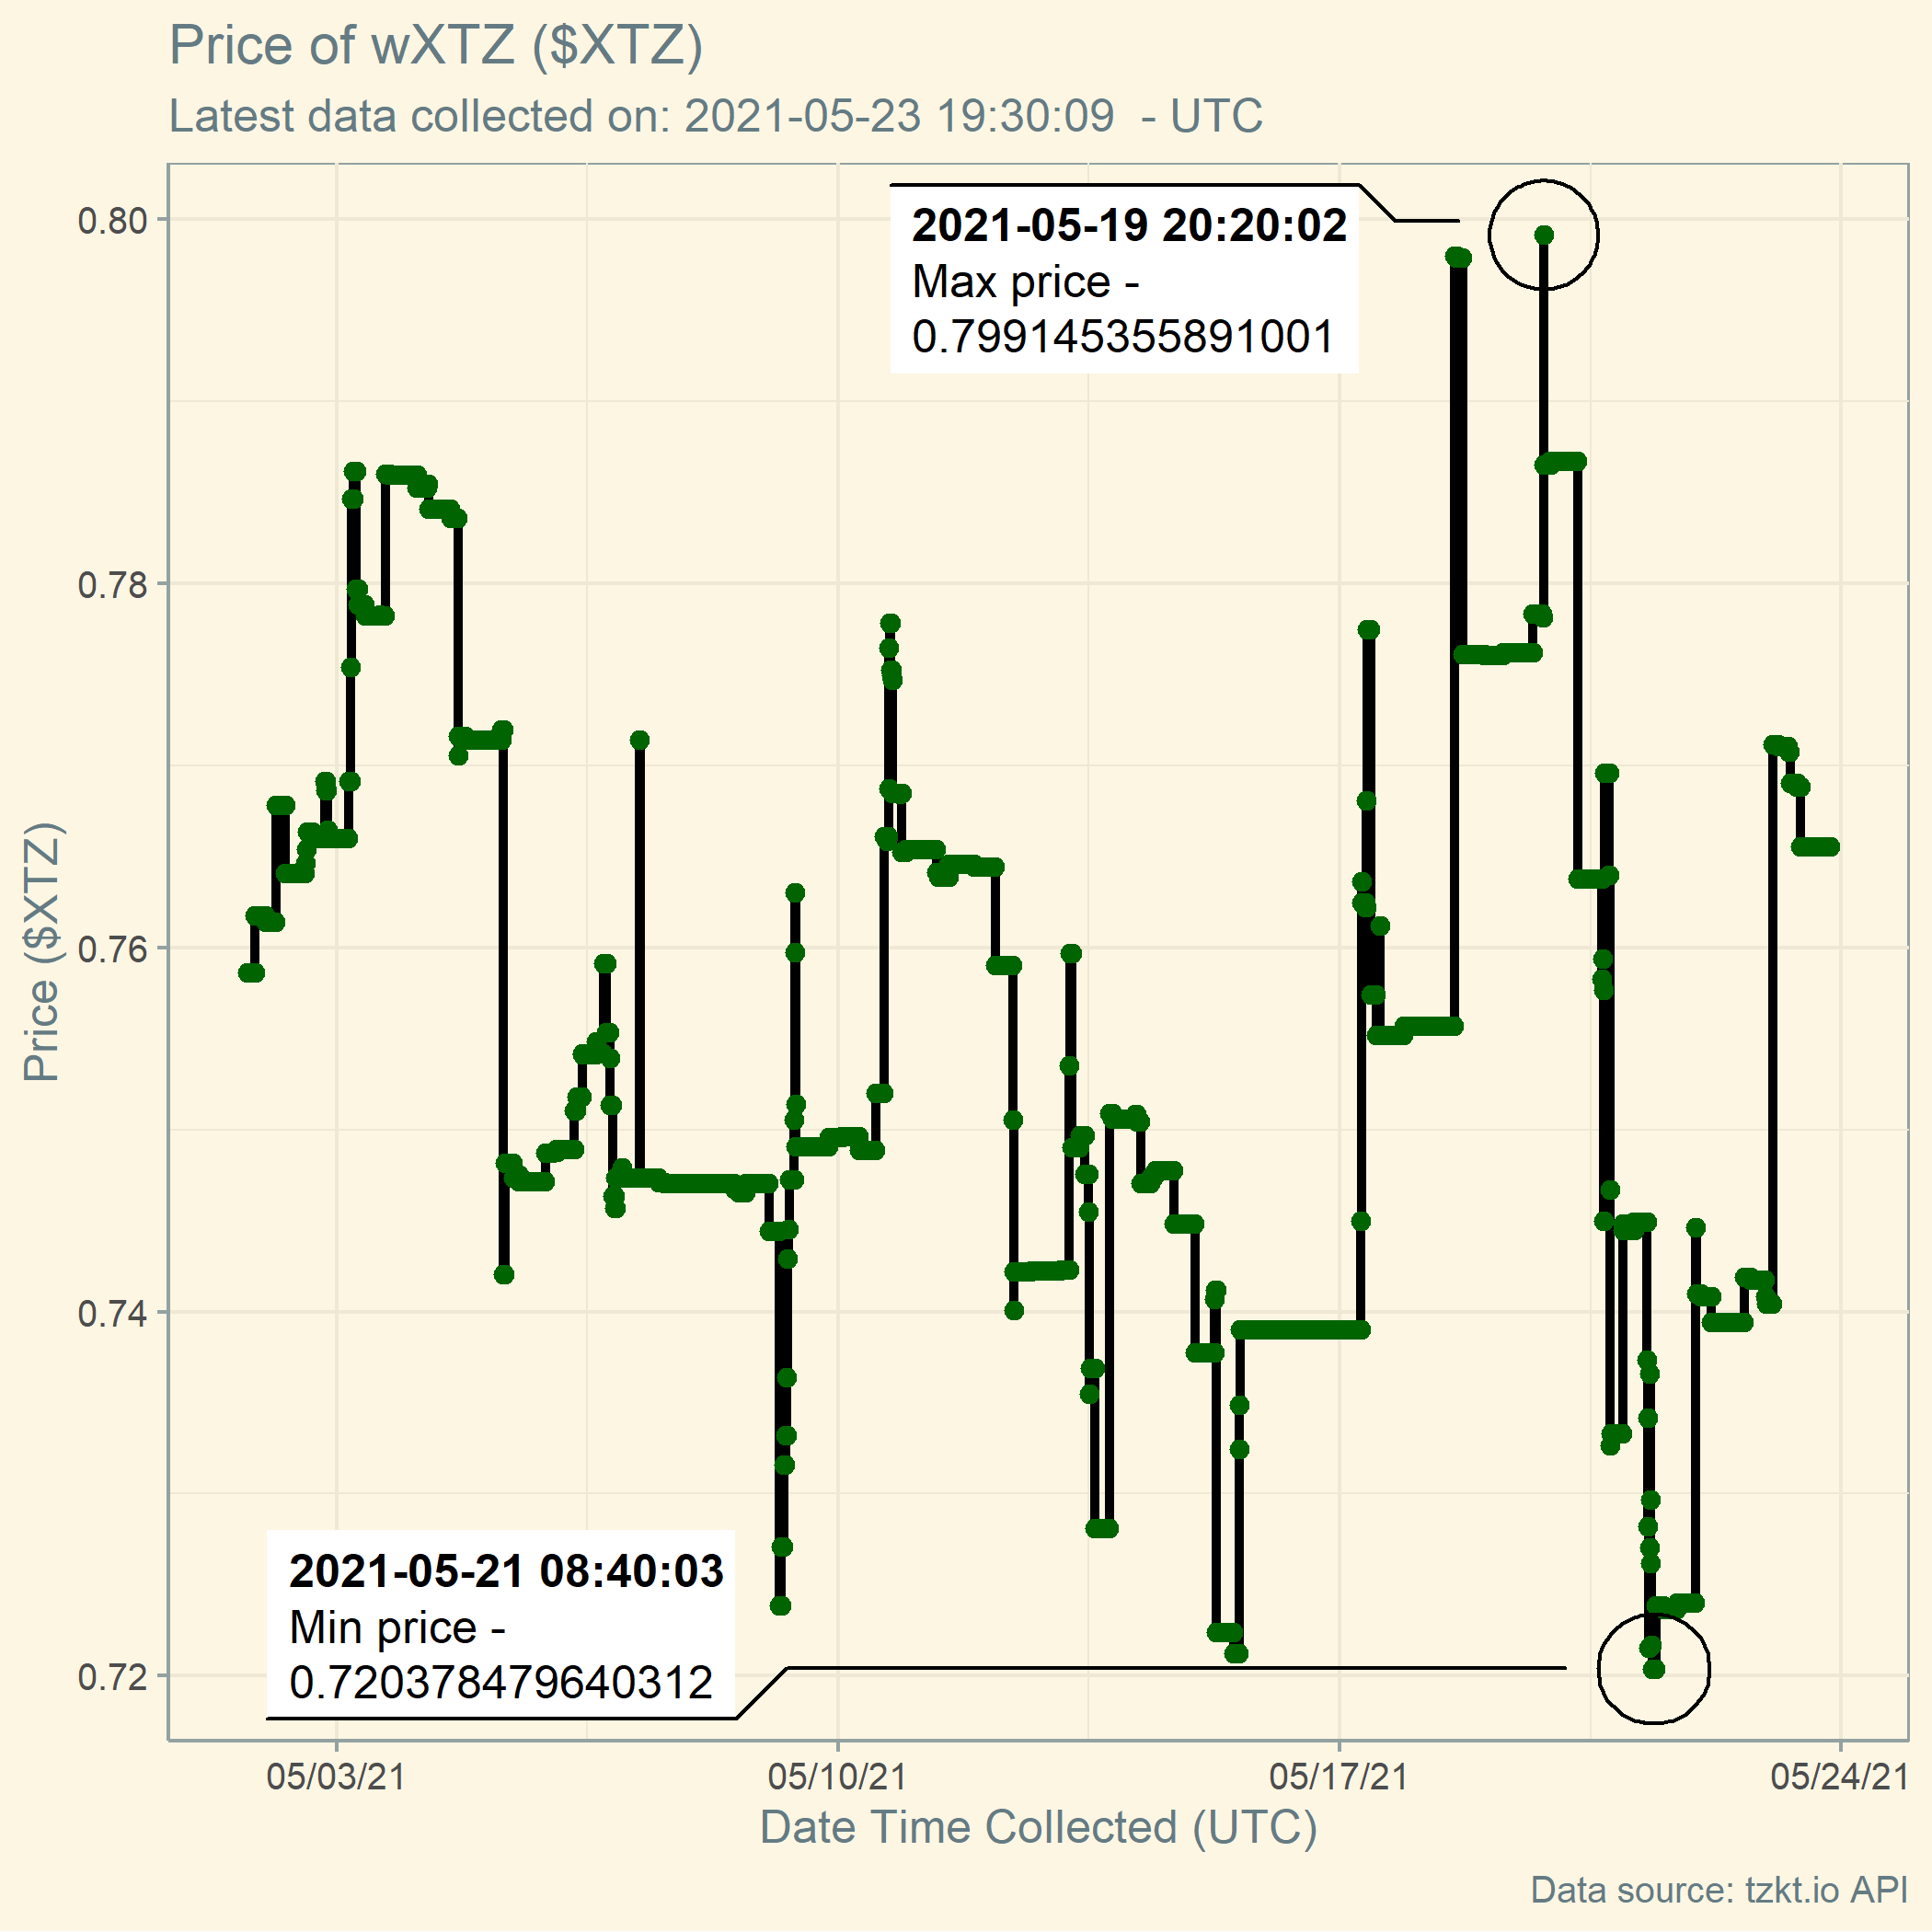 Price of wXTZ ($XTZ)
Latest data collected on: 2021-05-23 19:30:09  - UTC
2021-05-19 20:20:02
Max price -
0.799145355891001
0.80
0.78
0.76
0.74
0.72
Price ($XTZ)
2021-05-21 08:40:03
Min price -
0.720378479640312
05/03/21
05/10/21
05/17/21
05/24/21
Date Time Collected (UTC)
Data source: tzkt.io API